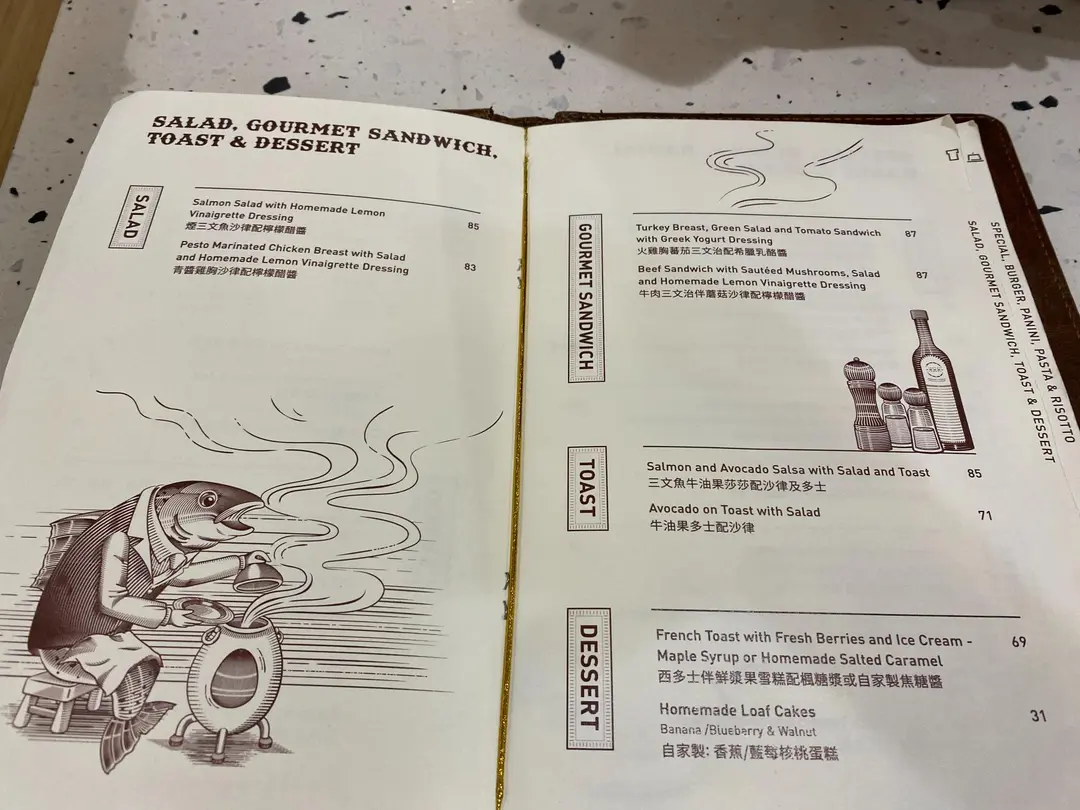 SALAD, GOURMET SANDWICH,
TOAST & DESSERT
SALAD
Salmon Salad with Homemade Lemon
Vinaigrette Dressing 85
煙三文魚沙律配檸檬醋醬
Pesto Marinated Chicken Breast with Salad
and Homemade Lemon Vinaigrette Dressing 83
青醬雞胸沙律配檸檬醋醬
GOURMET SANDWICH
Turkey Breast, Green Salad and Tomato Sandwich 87
with Greek Yogurt Dressing
火雞胸蕃茄三文治配希臘乳酪醬
Beef Sandwich with Sautéed Mushrooms, Salad 87
and Homemade Lemon Vinaigrette Dressing
牛肉三文治伴蘑菇沙律配檸檬醋醬
TOAST
Salmon and Avocado Salsa with Salad and Toast 85
三文魚牛油果莎莎配沙律及多士
Avocado on Toast with Salad 71
牛油果多士配沙律
DESSERT
French Toast with Fresh Berries and Ice Cream - 69
Maple Syrup or Homemade Salted Caramel
西多士伴鮮漿果雪糕配楓糖漿或自家製焦糖醬
Homemade Loaf Cakes 31
Banana /Blueberry & Walnut
自家製: 香蕉/藍莓核桃蛋糕
SPECIAL, BURGER, PANINI, PASTA & RISOTTO
SALAD, GOURMET SANDWICH, TOAST & DESSERT